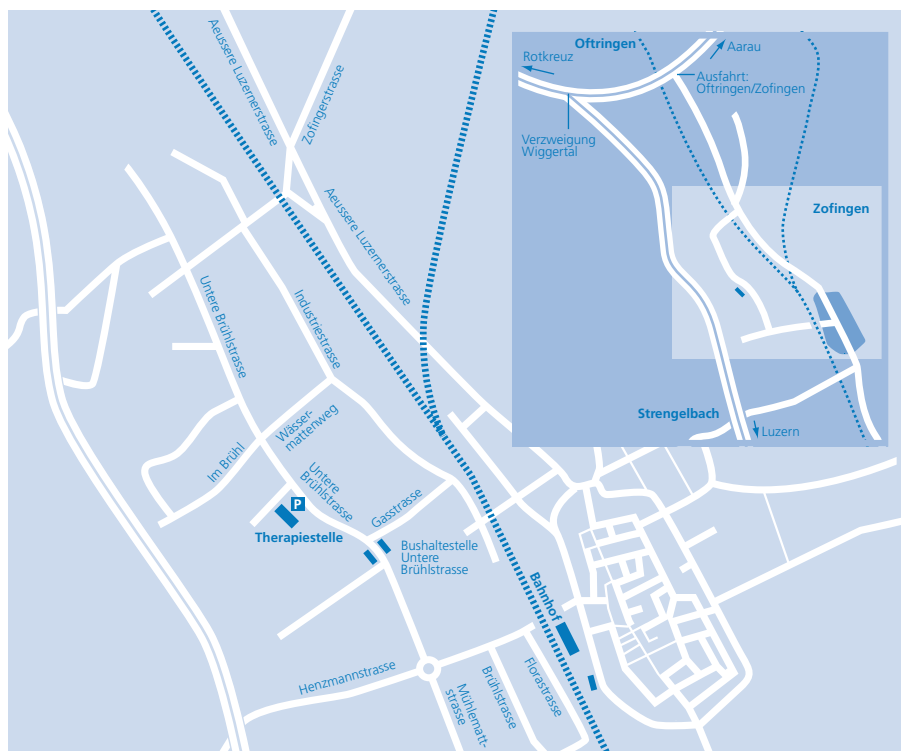 Aeussere Luzernerstrasse
Zofingerstrasse
Aeussere Luzernerstrasse
Untere Brühlstrasse
Industriestrasse
Wässer-
mattenweg
Im Brühl
Untere
Brühlstrasse
Gasstrasse
P
Therapiestelle
Bushaltestelle
Untere
Brühlstrasse
Bahnhof
Henzmannstrasse
Mühlematt-
strasse
Brühlstrasse
Florastrasse
Oftringen
Aarau
Rotkreuz
Ausfahrt:
Oftringen/Zofingen
Verzweigung
Wiggertal
Zofingen
Strengelbach
Luzern